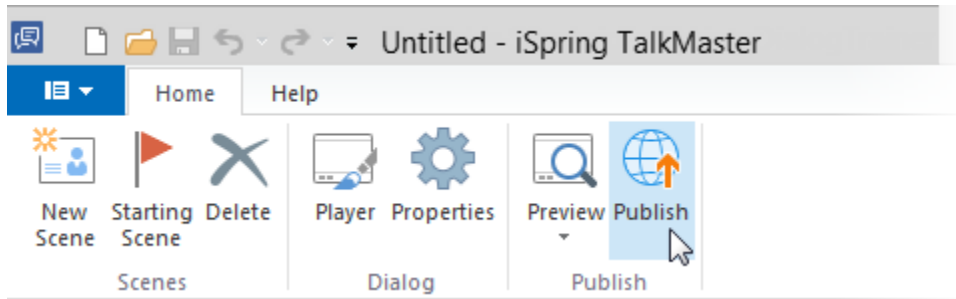 Untitled - iSpring TalkMaster
Home Help
New Scene
Starting Scene
Delete
Player
Properties
Preview
Publish
Scenes
Dialog
Publish